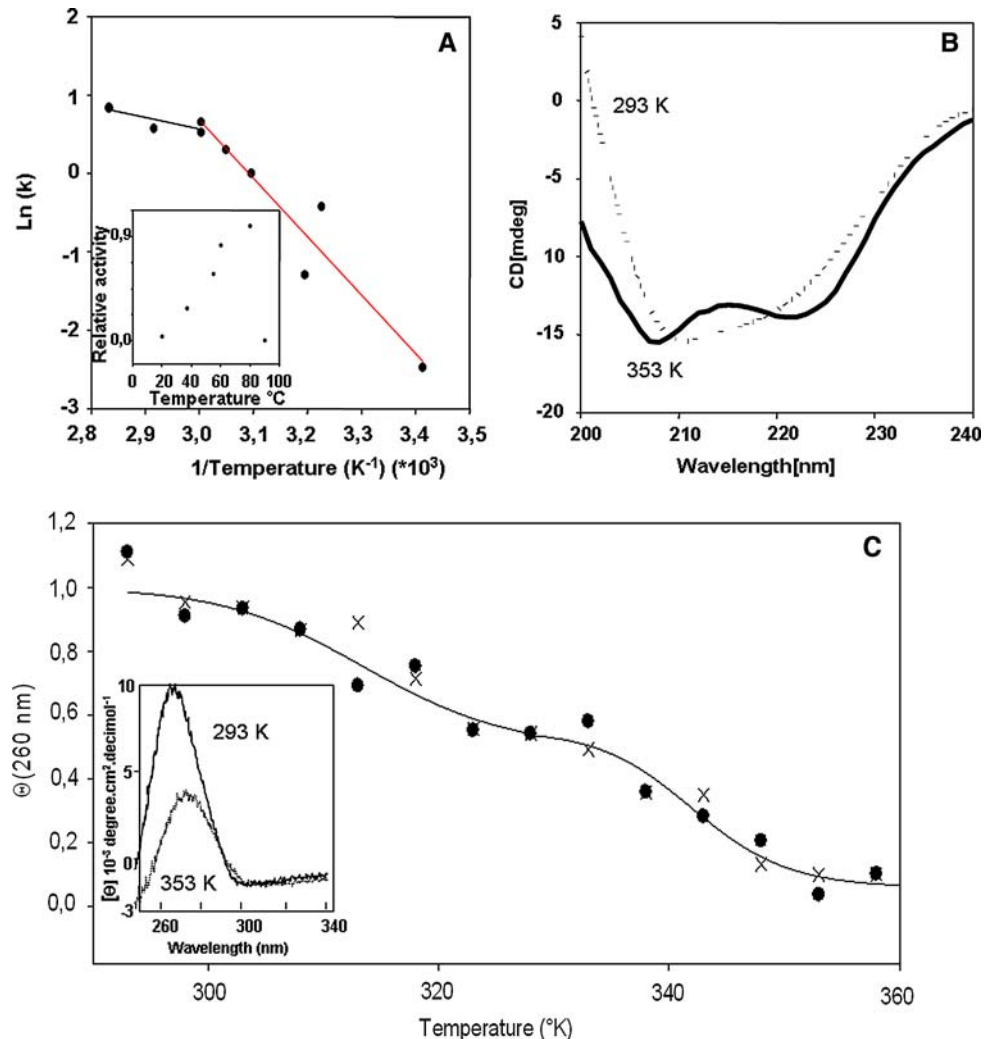 A
Ln (k)
2
1
0
-1
-2
-3
2,8 2,9 3,0 3,1 3,2 3,3 3,4 3,5
1/Temperature (K-1) (*103)
Relative activity
0,9
0,0
0 20 40 60 80 100
Temperature °C
B
CD[mdeg]
5
0
-5
-10
-15
-20
293 K
353 K
200 210 220 230 240
Wavelength[nm]
C
Θ(260 nm)
1,2
1,0
0,8
0,6
0,4
0,2
0,0
300 320 340 360
Temperature (°K)
[Θ] 10-3 degree.cm2.decimol-1
10
5
0
-3
293 K
353 K
260 280 300 340
Wavelength (nm)